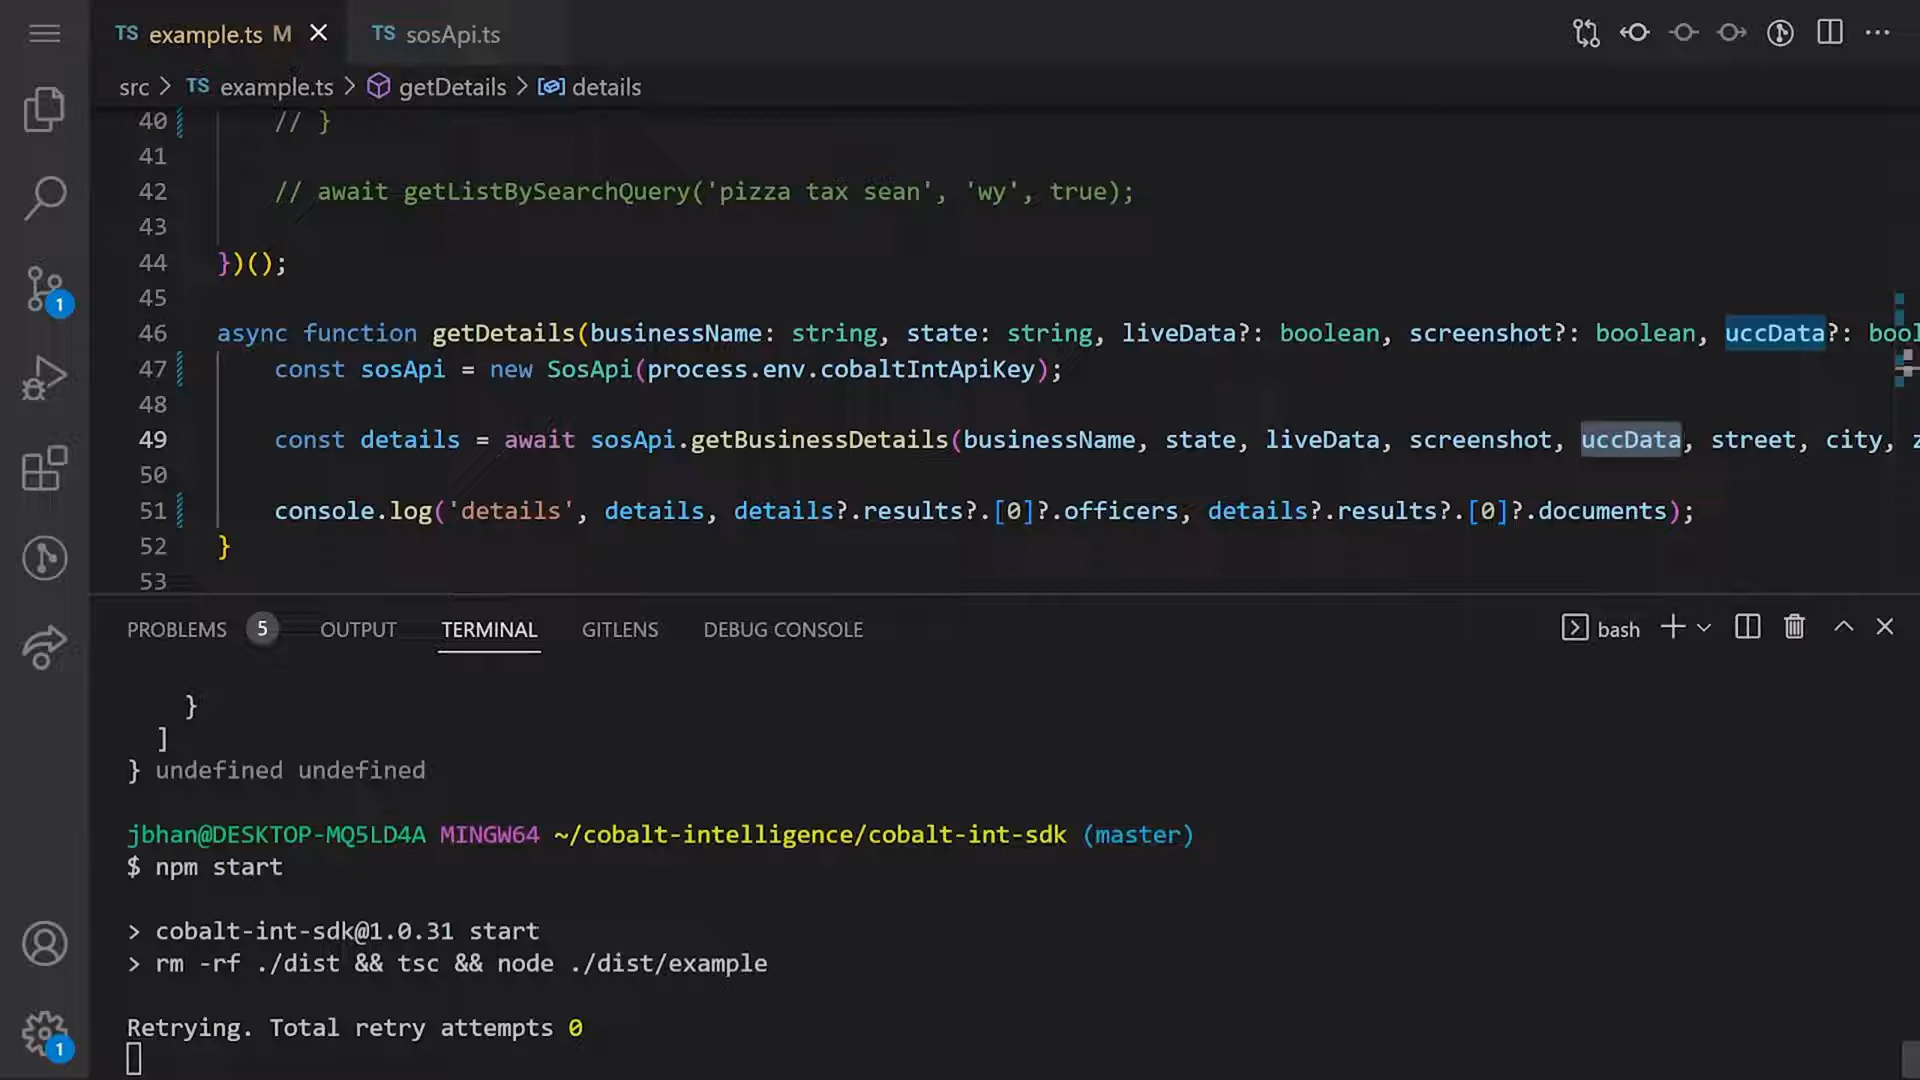 TS example.ts M
TS sosApi.ts
src > TS example.ts > getDetails > details
40 // }
41
42 // await getListBySearchQuery('pizza tax sean', 'wy', true);
43
44 })();
45
46 async function getDetails(businessName: string, state: string, liveData?: boolean, screenshot?: boolean, uccData?: bool
47 const sosApi = new SosApi(process.env.cobaltIntApiKey);
48
49 const details = await sosApi.getBusinessDetails(businessName, state, liveData, screenshot, uccData, street, city, z
50
51 console.log('details', details, details?.results?.[0]?.officers, details?.results?.[0]?.documents);
52 }
53
1
PROBLEMS 5 OUTPUT TERMINAL GITLENS DEBUG CONSOLE
bash
}
]
} undefined undefined
jbhan@DESKTOP-MQ5LD4A MINGW64 ~/cobalt-intelligence/cobalt-int-sdk (master)
$ npm start
> cobalt-int-sdk@1.0.31 start
> rm -rf ./dist && tsc && node ./dist/example
Retrying. Total retry attempts 0
1